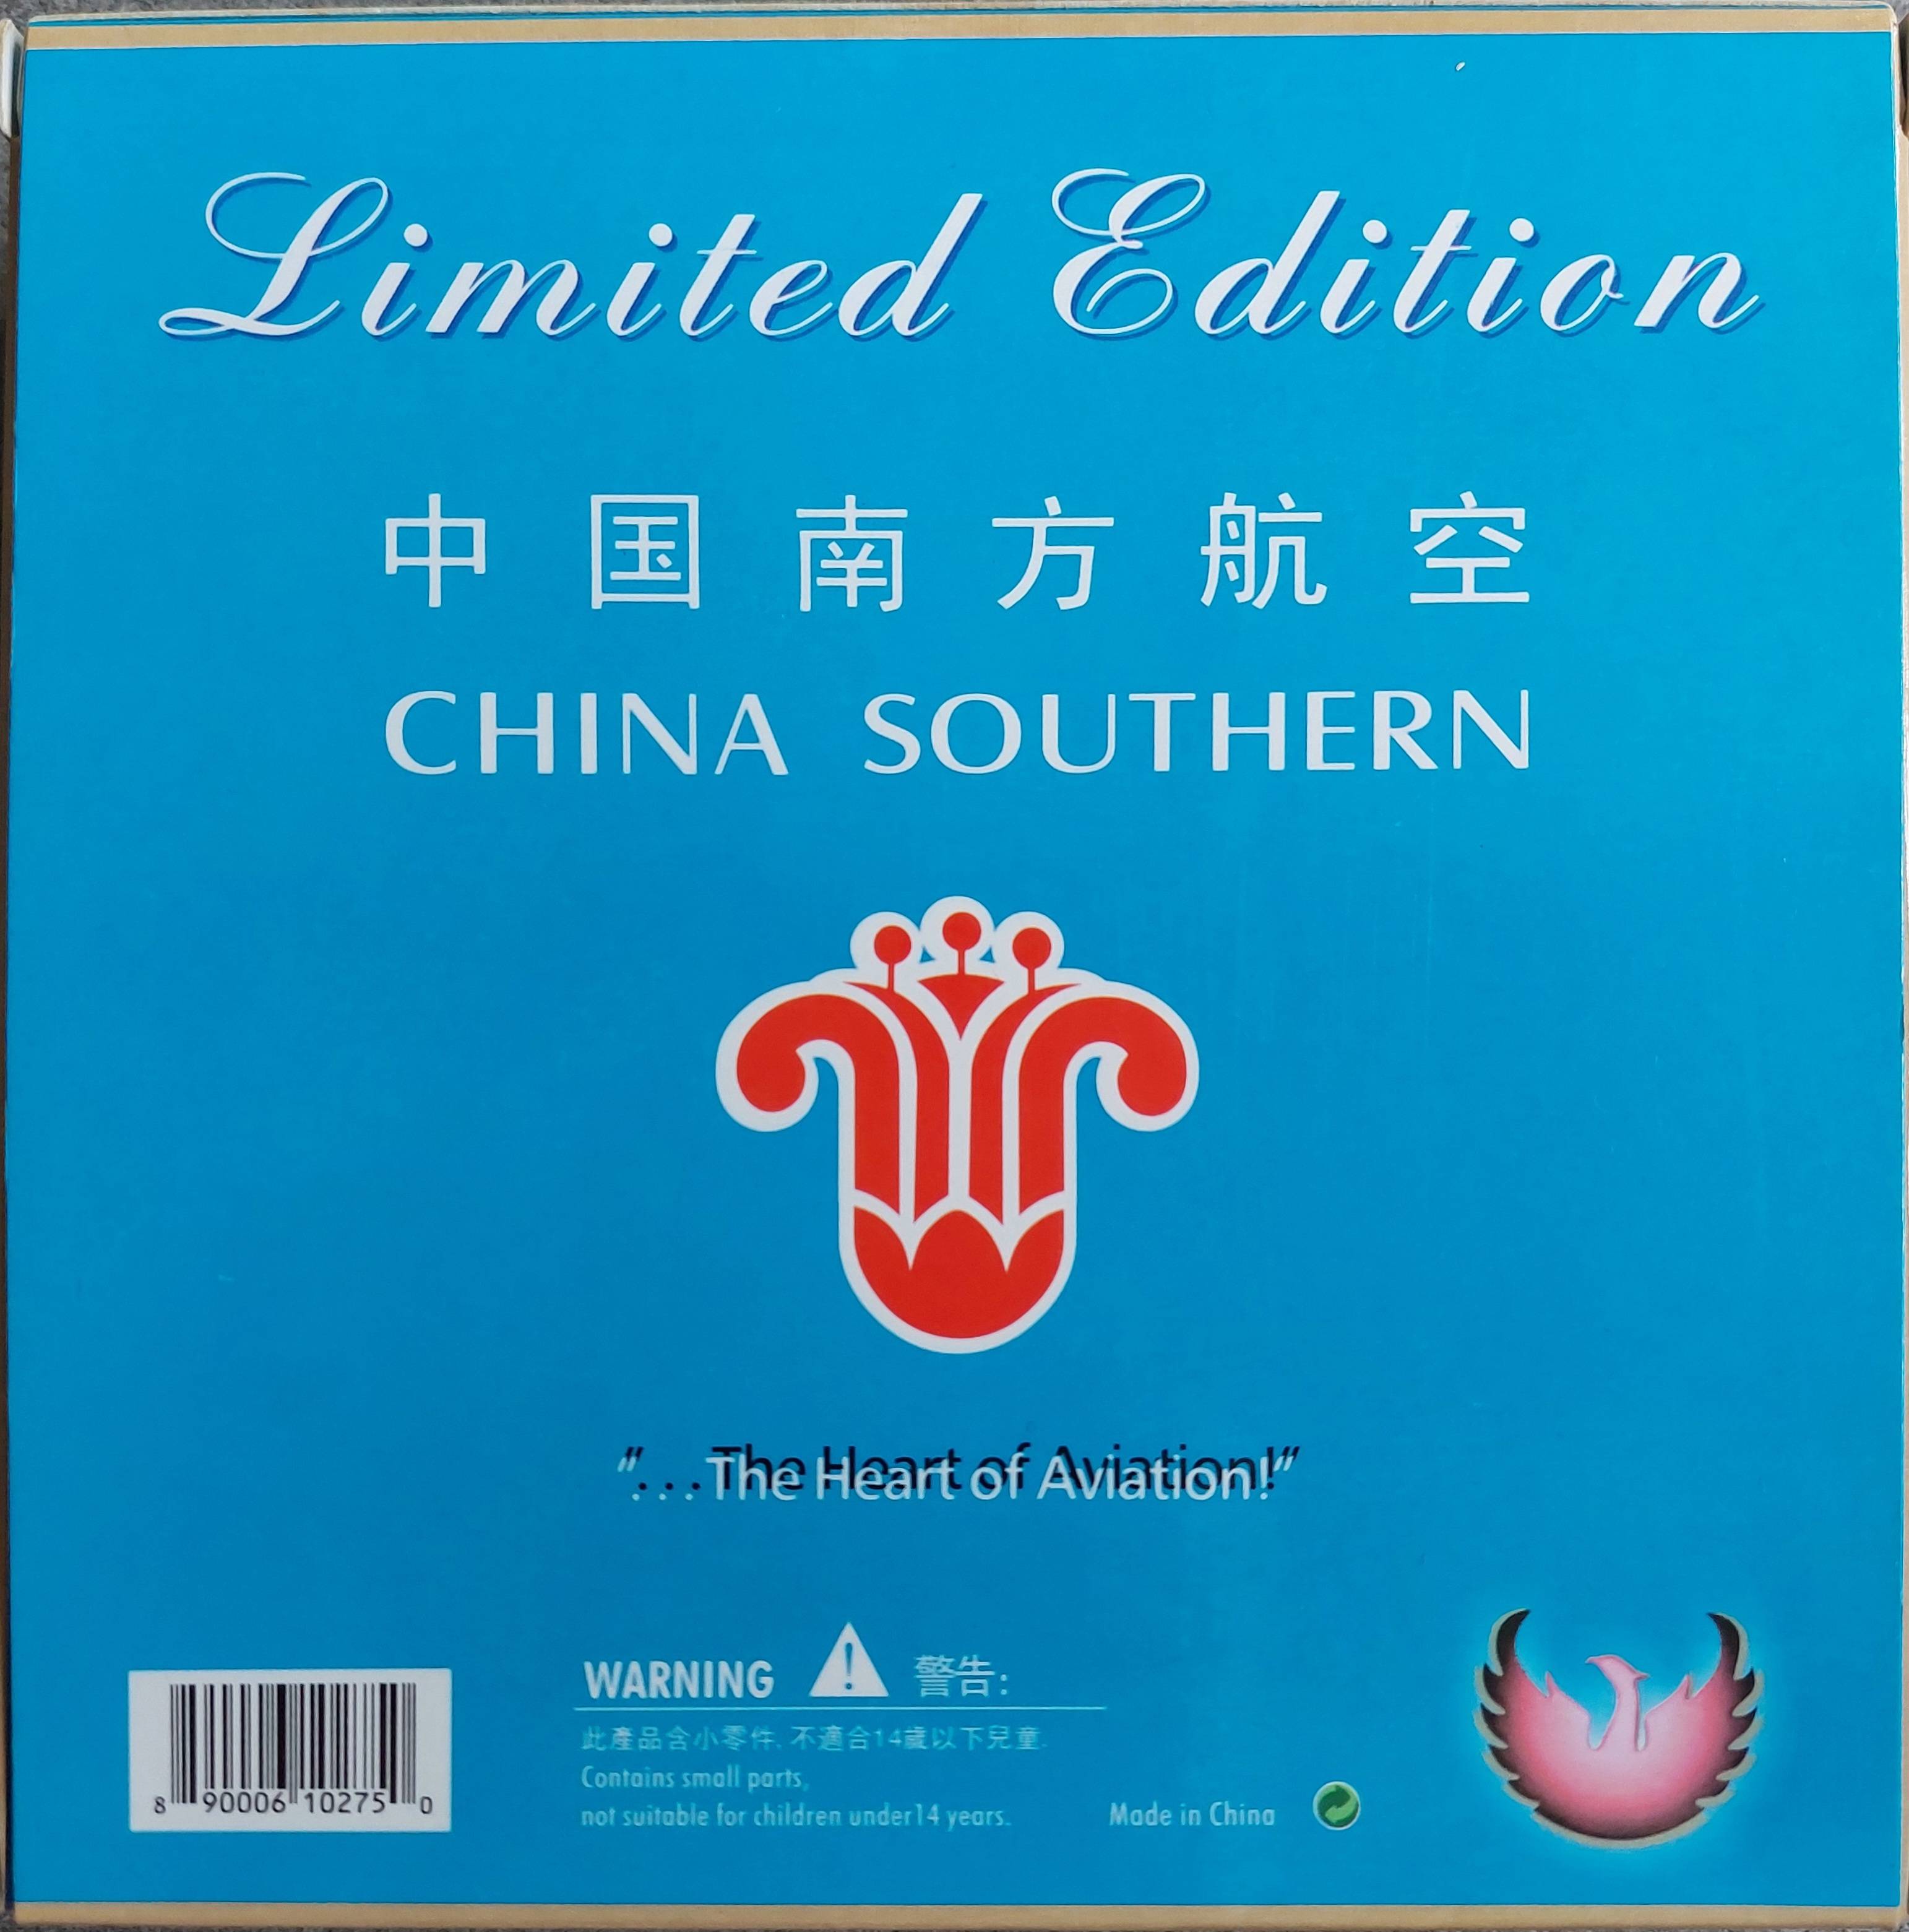 Limited Edition
中国南方航空
CHINA SOUTHERN
"...The Heart of Aviation!"
WARNING ! 警告:
此產品含小零件, 不適合14歲以下兒童.
Contains small parts,
not suitable for children under14 years.
Made in China
8 90006 10275 0